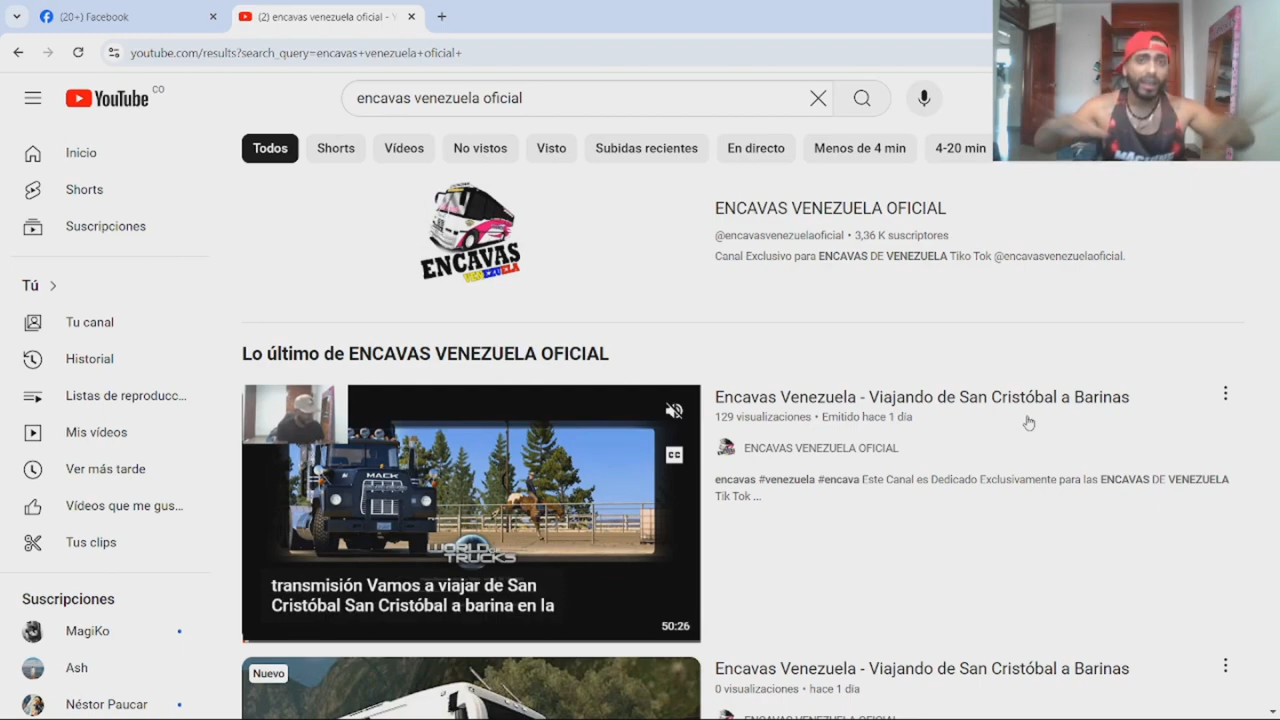 (20+) Facebook
(2) encavas venezuela oficial - Y
youtube.com/results?search_query=encavas+venezuela+oficial+
YouTube CO
encavas venezuela oficial
Todos
Shorts
Vídeos
No vistos
Visto
Subidas recientes
En directo
Menos de 4 min
4-20 min
Inicio
Shorts
Suscripciones
Tú
Tu canal
Historial
Listas de reproducc...
Mis vídeos
Ver más tarde
Vídeos que me gus...
Tus clips
Suscripciones
MagiKo
Ash
Néstor Paucar
ENCAVAS
VENEZUELA
ENCAVAS VENEZUELA OFICIAL
@encavasvenezuelaoficial • 3,36 K suscriptores
Canal Exclusivo para ENCAVAS DE VENEZUELA Tiko Tok @encavasvenezuelaoficial.
Lo último de ENCAVAS VENEZUELA OFICIAL
MACK
WORLD OF
TRUCKS
CC
transmisión Vamos a viajar de San
Cristóbal San Cristóbal a barina en la
50:26
Encavas Venezuela - Viajando de San Cristóbal a Barinas
129 visualizaciones • Emitido hace 1 día
ENCAVAS VENEZUELA OFICIAL
encavas #venezuela #encava Este Canal es Dedicado Exclusivamente para las ENCAVAS DE VENEZUELA
Tik Tok ...
Nuevo
Encavas Venezuela - Viajando de San Cristóbal a Barinas
0 visualizaciones • hace 1 día
ENCAVAS VENEZUELA OFICIAL